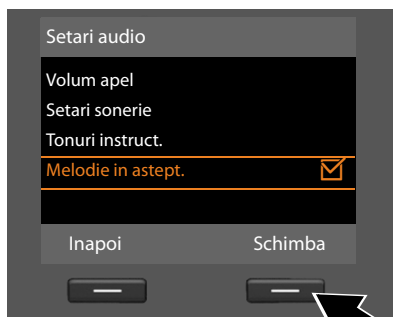 Setari audio
Volum apel
Setari sonerie
Tonuri instruct.
Melodie in astept.
Inapoi Schimba